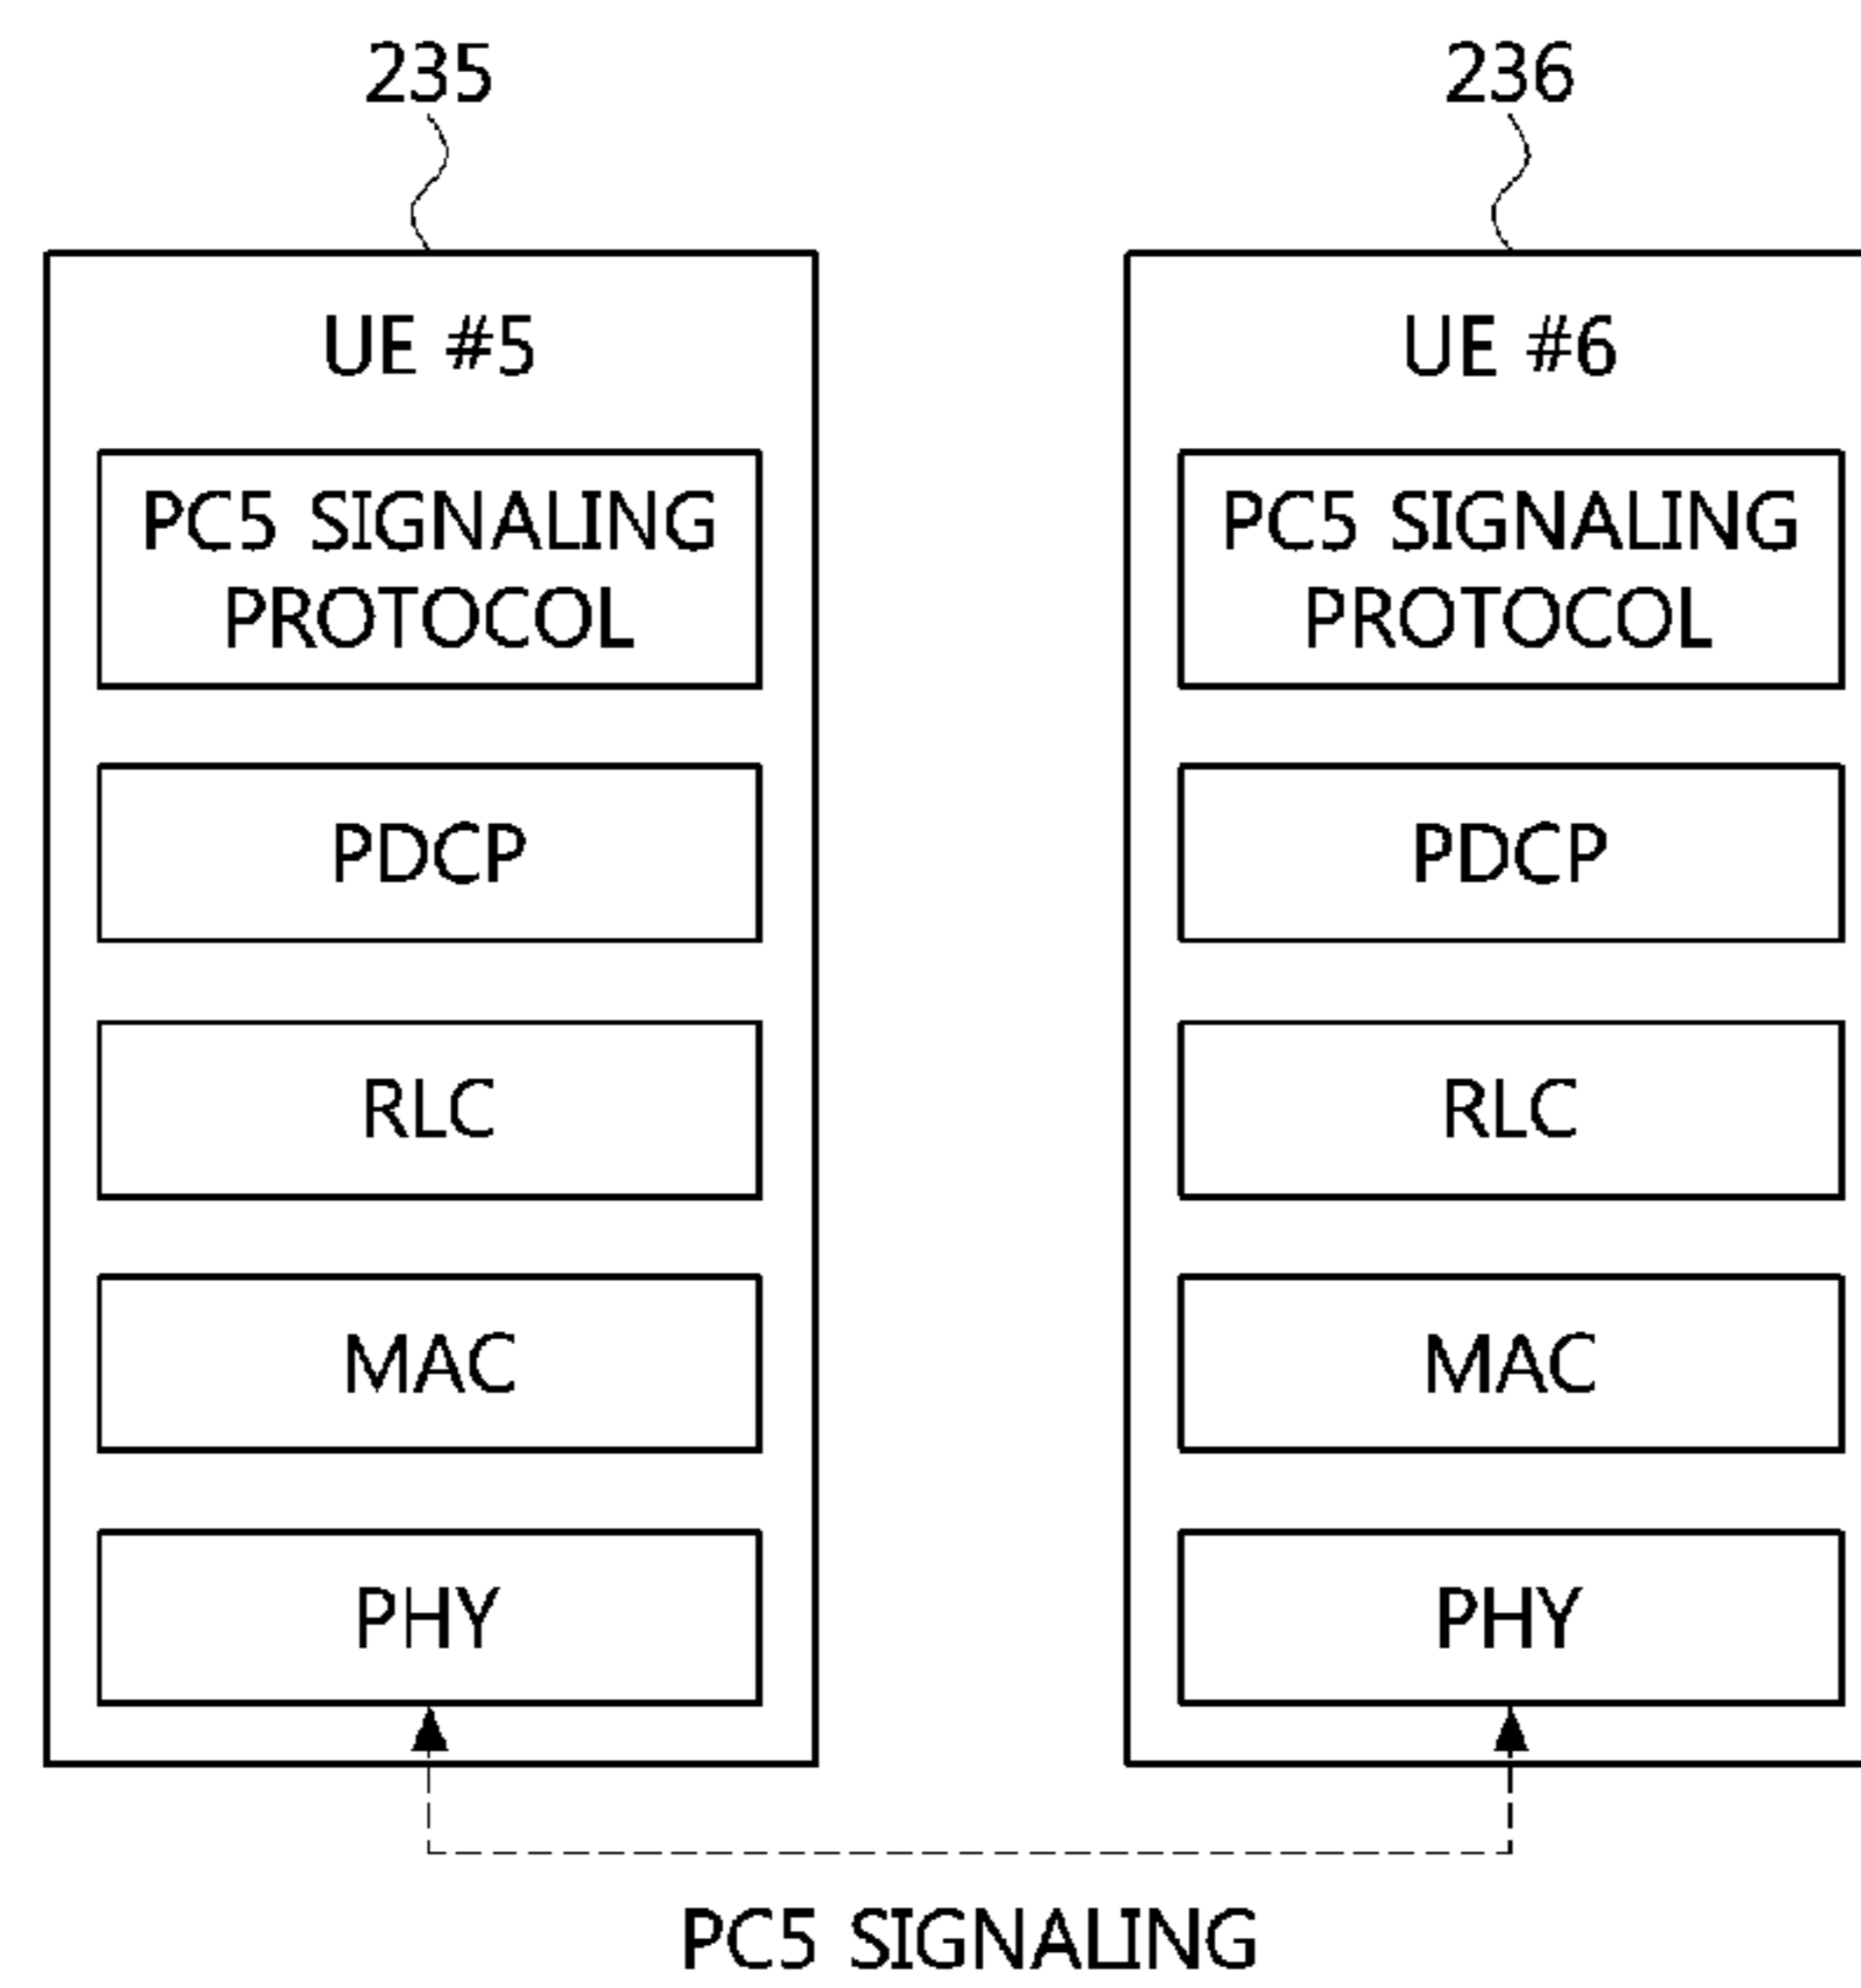 235
UE #5
PC5 SIGNALING
PROTOCOL
PDCP
RLC
MAC
PHY
236
UE #6
PC5 SIGNALING
PROTOCOL
PDCP
RLC
MAC
PHY
PC5 SIGNALING